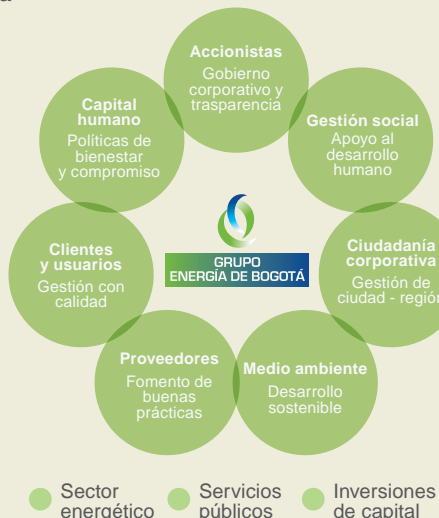 Accionistas
Gobierno
corporativo y
trasparencia
Gestión social
Apoyo al
desarrollo
humano
Ciudadanía
corporativa
Gestión de
ciudad - región
Medio ambiente
Desarrollo
sostenible
Proveedores
Fomento de
buenas
prácticas
Clientes
y usuarios
Gestión con
calidad
Capital
humano
Políticas de
bienestar
y compromiso
GRUPO
ENERGÍA DE BOGOTÁ
Sector
energético
Servicios
públicos
Inversiones
de capital